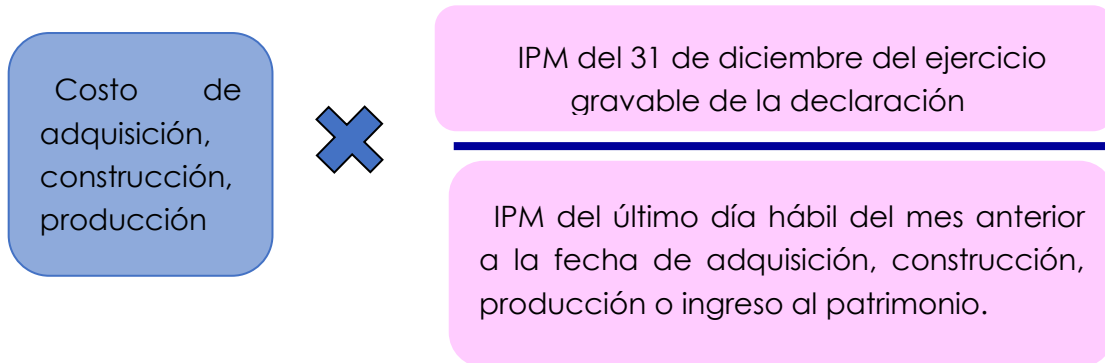 Costo de
adquisición,
construcción,
producción
IPM del 31 de diciembre del ejercicio
gravable de la declaración
IPM del último día hábil del mes anterior
a la fecha de adquisición, construcción,
producción o ingreso al patrimonio.